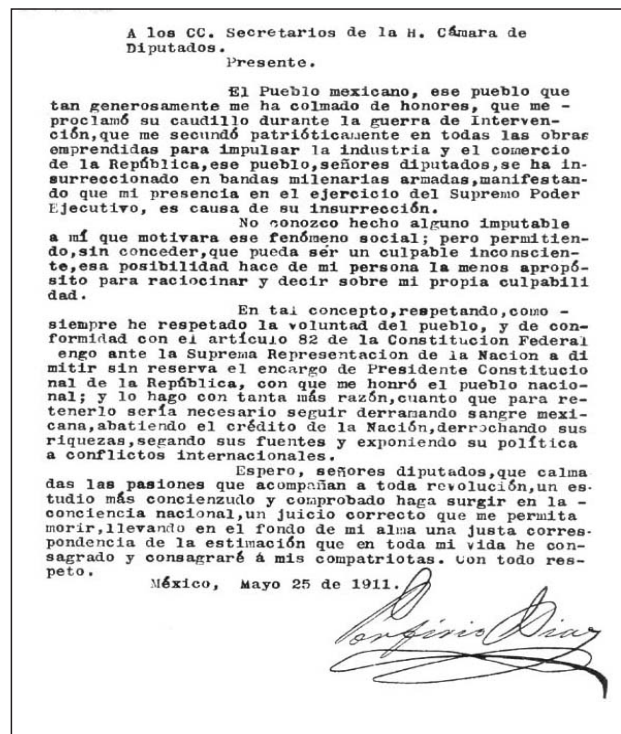 A los CC. Secretarios de la H. Cámara de
Diputados.
Presente.
El Pueblo mexicano, ese pueblo que
tan generosamente me ha colmado de honores, que me -
proclamó su caudillo durante la guerra de Interven-
ción,que me secundó patrióticamente en todas las obras
emprendidas para impulsar la industria y el comercio
de la República,ese pueblo,señores diputados,se ha in-
surreccionado en bandas milenarias armadas,manifestan-
do que mi presencia en el ejercicio del Supremo Poder
Ejecutivo, es causa de su insurrección.
No conozco hecho alguno imputable
a mí que motivara ese fenómeno social; pero permitien-
do,sin conceder,que pueda ser un culpable inconscien-
te,esa posibilidad hace de mi persona la menos apropó-
sito para raciocinar y decir sobre mi propia culpabili
dad.
En tal concepto,respetando,como -
siempre he respetado la voluntad del pueblo, y de con-
formidad con el artículo 82 de la Constitucion Federal
engo ante la Suprema Representacion de la Nacion a di
mitir sin reserva el encargo de Presidente Constitucio
nal de la República, con que me honró el pueblo nacio-
nal; y lo hago con tanta más razón,cuanto que para re-
tenerlo sería necesario seguir derramando sangre mexi-
cana,abatiendo el crédito de la Nación,derrochando sus
riquezas,segando sus fuentes y exponiendo su política
a conflictos internacionales.
Espero, señores diputados,que calma
das las pasiones que acompañan a toda revolución,un es-
tudio más concienzudo y comprobado haga surgir en la -
conciencia nacional,un juicio correcto que me permita
morir,llevando en el fondo de mi alma una justa corres-
pondencia de la estimación que en toda mi vida he con-
sagrado y consagraré á mis compatriotas. Con todo res-
peto.
México, Mayo 25 de 1911.
Porfirio Diaz